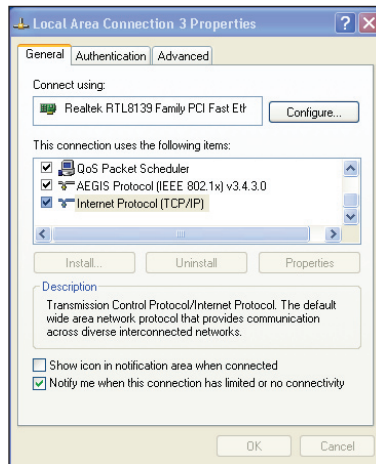 Local Area Connection 3 Properties
General Authentication Advanced
Connect using:
Realtek RTL8139 Family PCI Fast Eth
Configure...
This connection uses the following items:
QoS Packet Scheduler
AEGIS Protocol (IEEE 802.1x) v3.4.3.0
Internet Protocol (TCP/IP)
Install... Uninstall Properties
Description
Transmission Control Protocol/Internet Protocol. The default
wide area network protocol that provides communication
across diverse interconnected networks.
Show icon in notification area when connected
Notify me when this connection has limited or no connectivity
OK Cancel